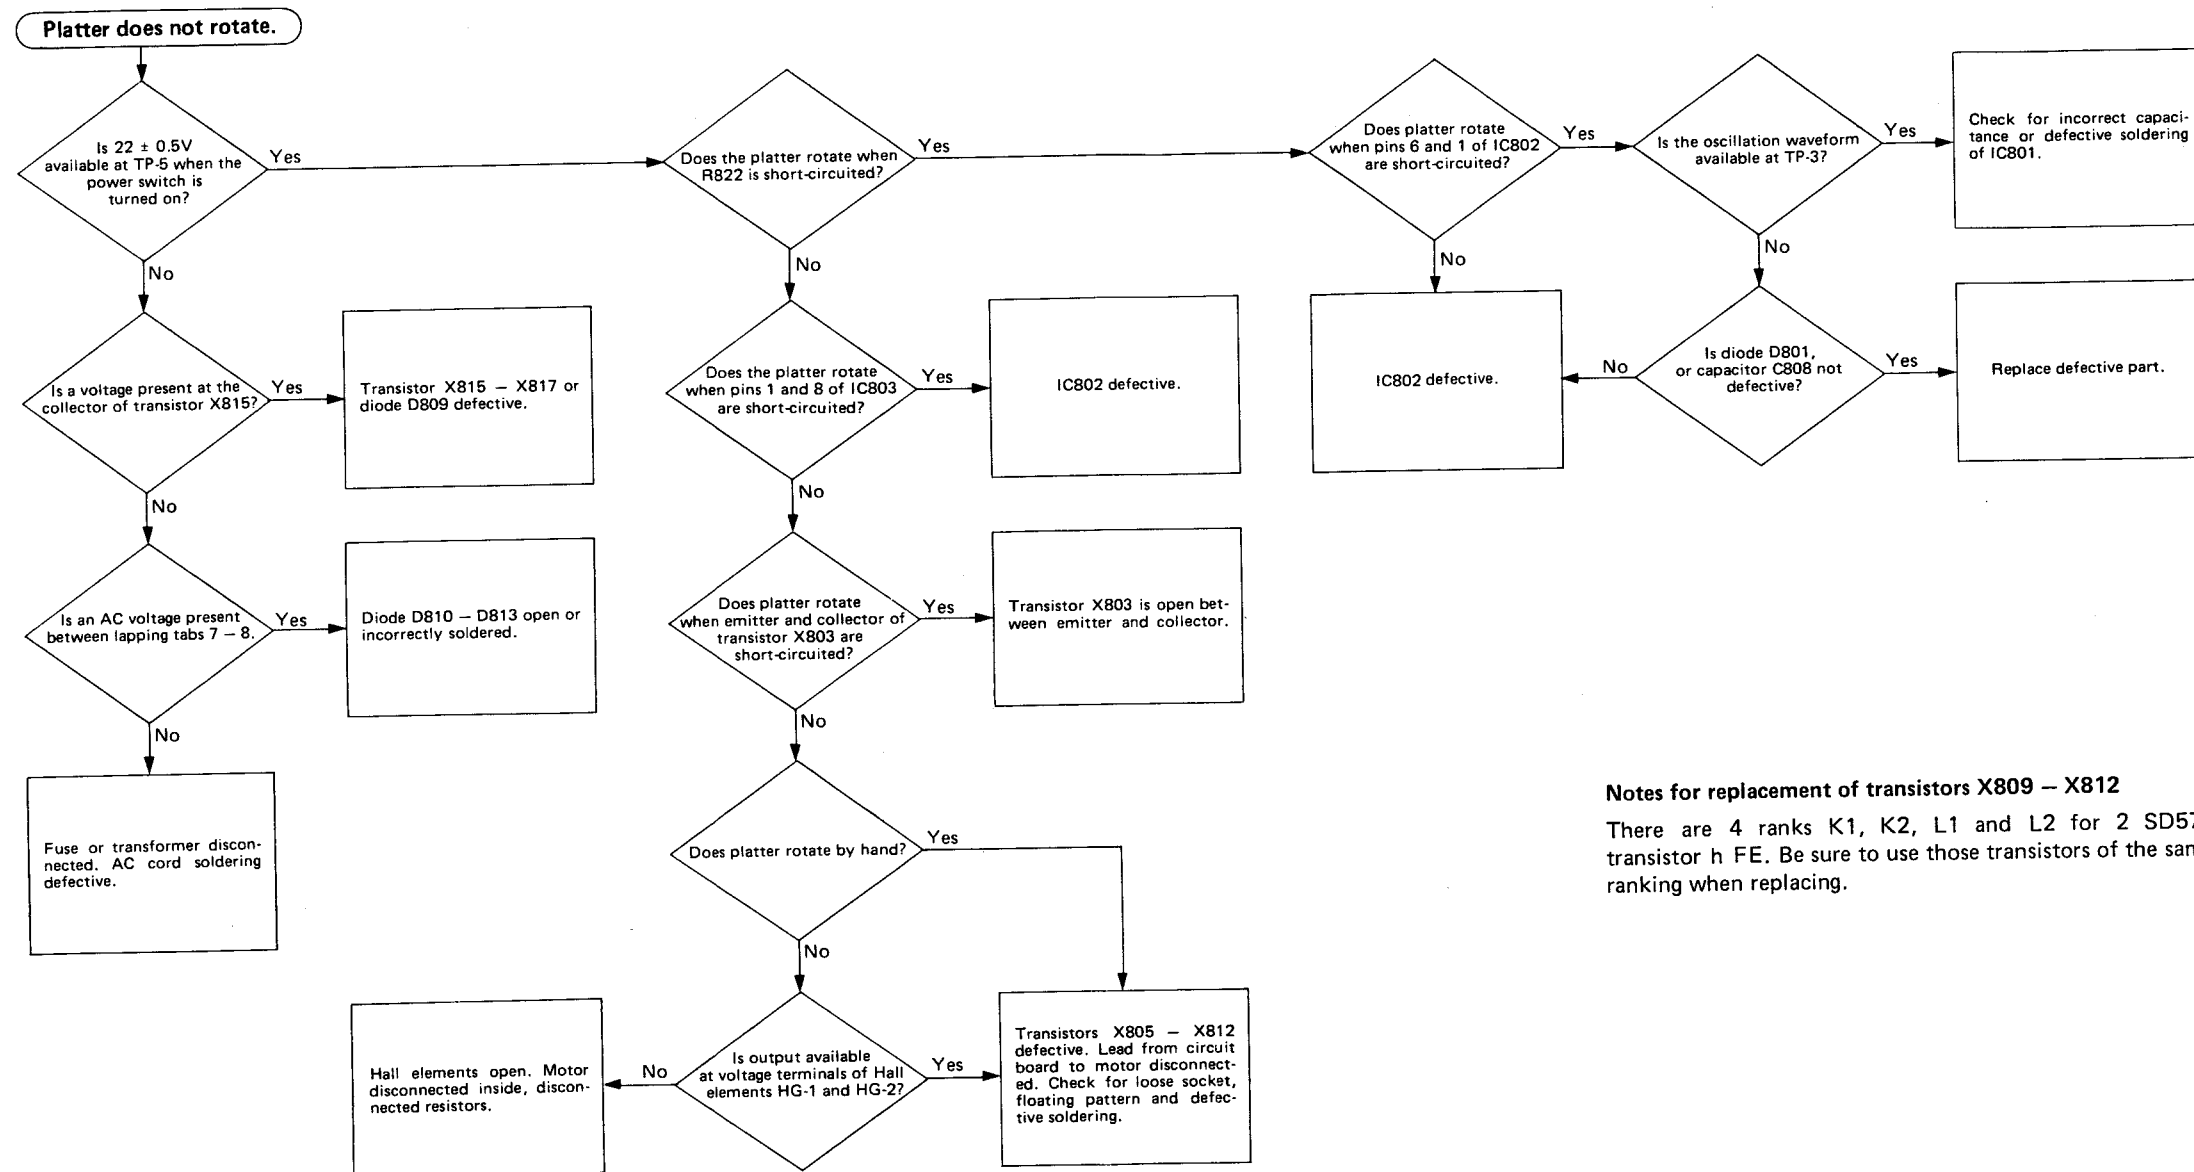 Platter does not rotate.
Is 22 ± 0.5V
available at TP-5 when the
power switch is
turned on?
Yes
No
Does the platter rotate when
R822 is short-circuited?
Yes
No
Does platter rotate
when pins 6 and 1 of IC802
are short-circuited?
Yes
No
Is the oscillation waveform
available at TP-3?
Yes
No
Check for incorrect capaci-
tance or defective soldering
of IC801.
Is a voltage present at the
collector of transistor X815?
Yes
No
Transistor X815 – X817 or
diode D809 defective.
Does the platter rotate
when pins 1 and 8 of IC803
are short-circuited?
Yes
No
IC802 defective.
IC802 defective.
No
Is diode D801,
or capacitor C808 not
defective?
Yes
Replace defective part.
Is an AC voltage present
between lapping tabs 7 – 8.
Yes
No
Diode D810 – D813 open or
incorrectly soldered.
Does platter rotate
when emitter and collector of
transistor X803 are
short-circuited?
Yes
No
Transistor X803 is open bet-
ween emitter and collector.
Fuse or transformer discon-
nected. AC cord soldering
defective.
Does platter rotate by hand?
Yes
No
Notes for replacement of transistors X809 – X812
There are 4 ranks K1, K2, L1 and L2 for 2 SD57
transistor h FE. Be sure to use those transistors of the sam
ranking when replacing.
Hall elements open. Motor
disconnected inside, discon-
nected resistors.
No
Is output available
at voltage terminals of Hall
elements HG-1 and HG-2?
Yes
Transistors X805 – X812
defective. Lead from circuit
board to motor disconnect-
ed. Check for loose socket,
floating pattern and defec-
tive soldering.